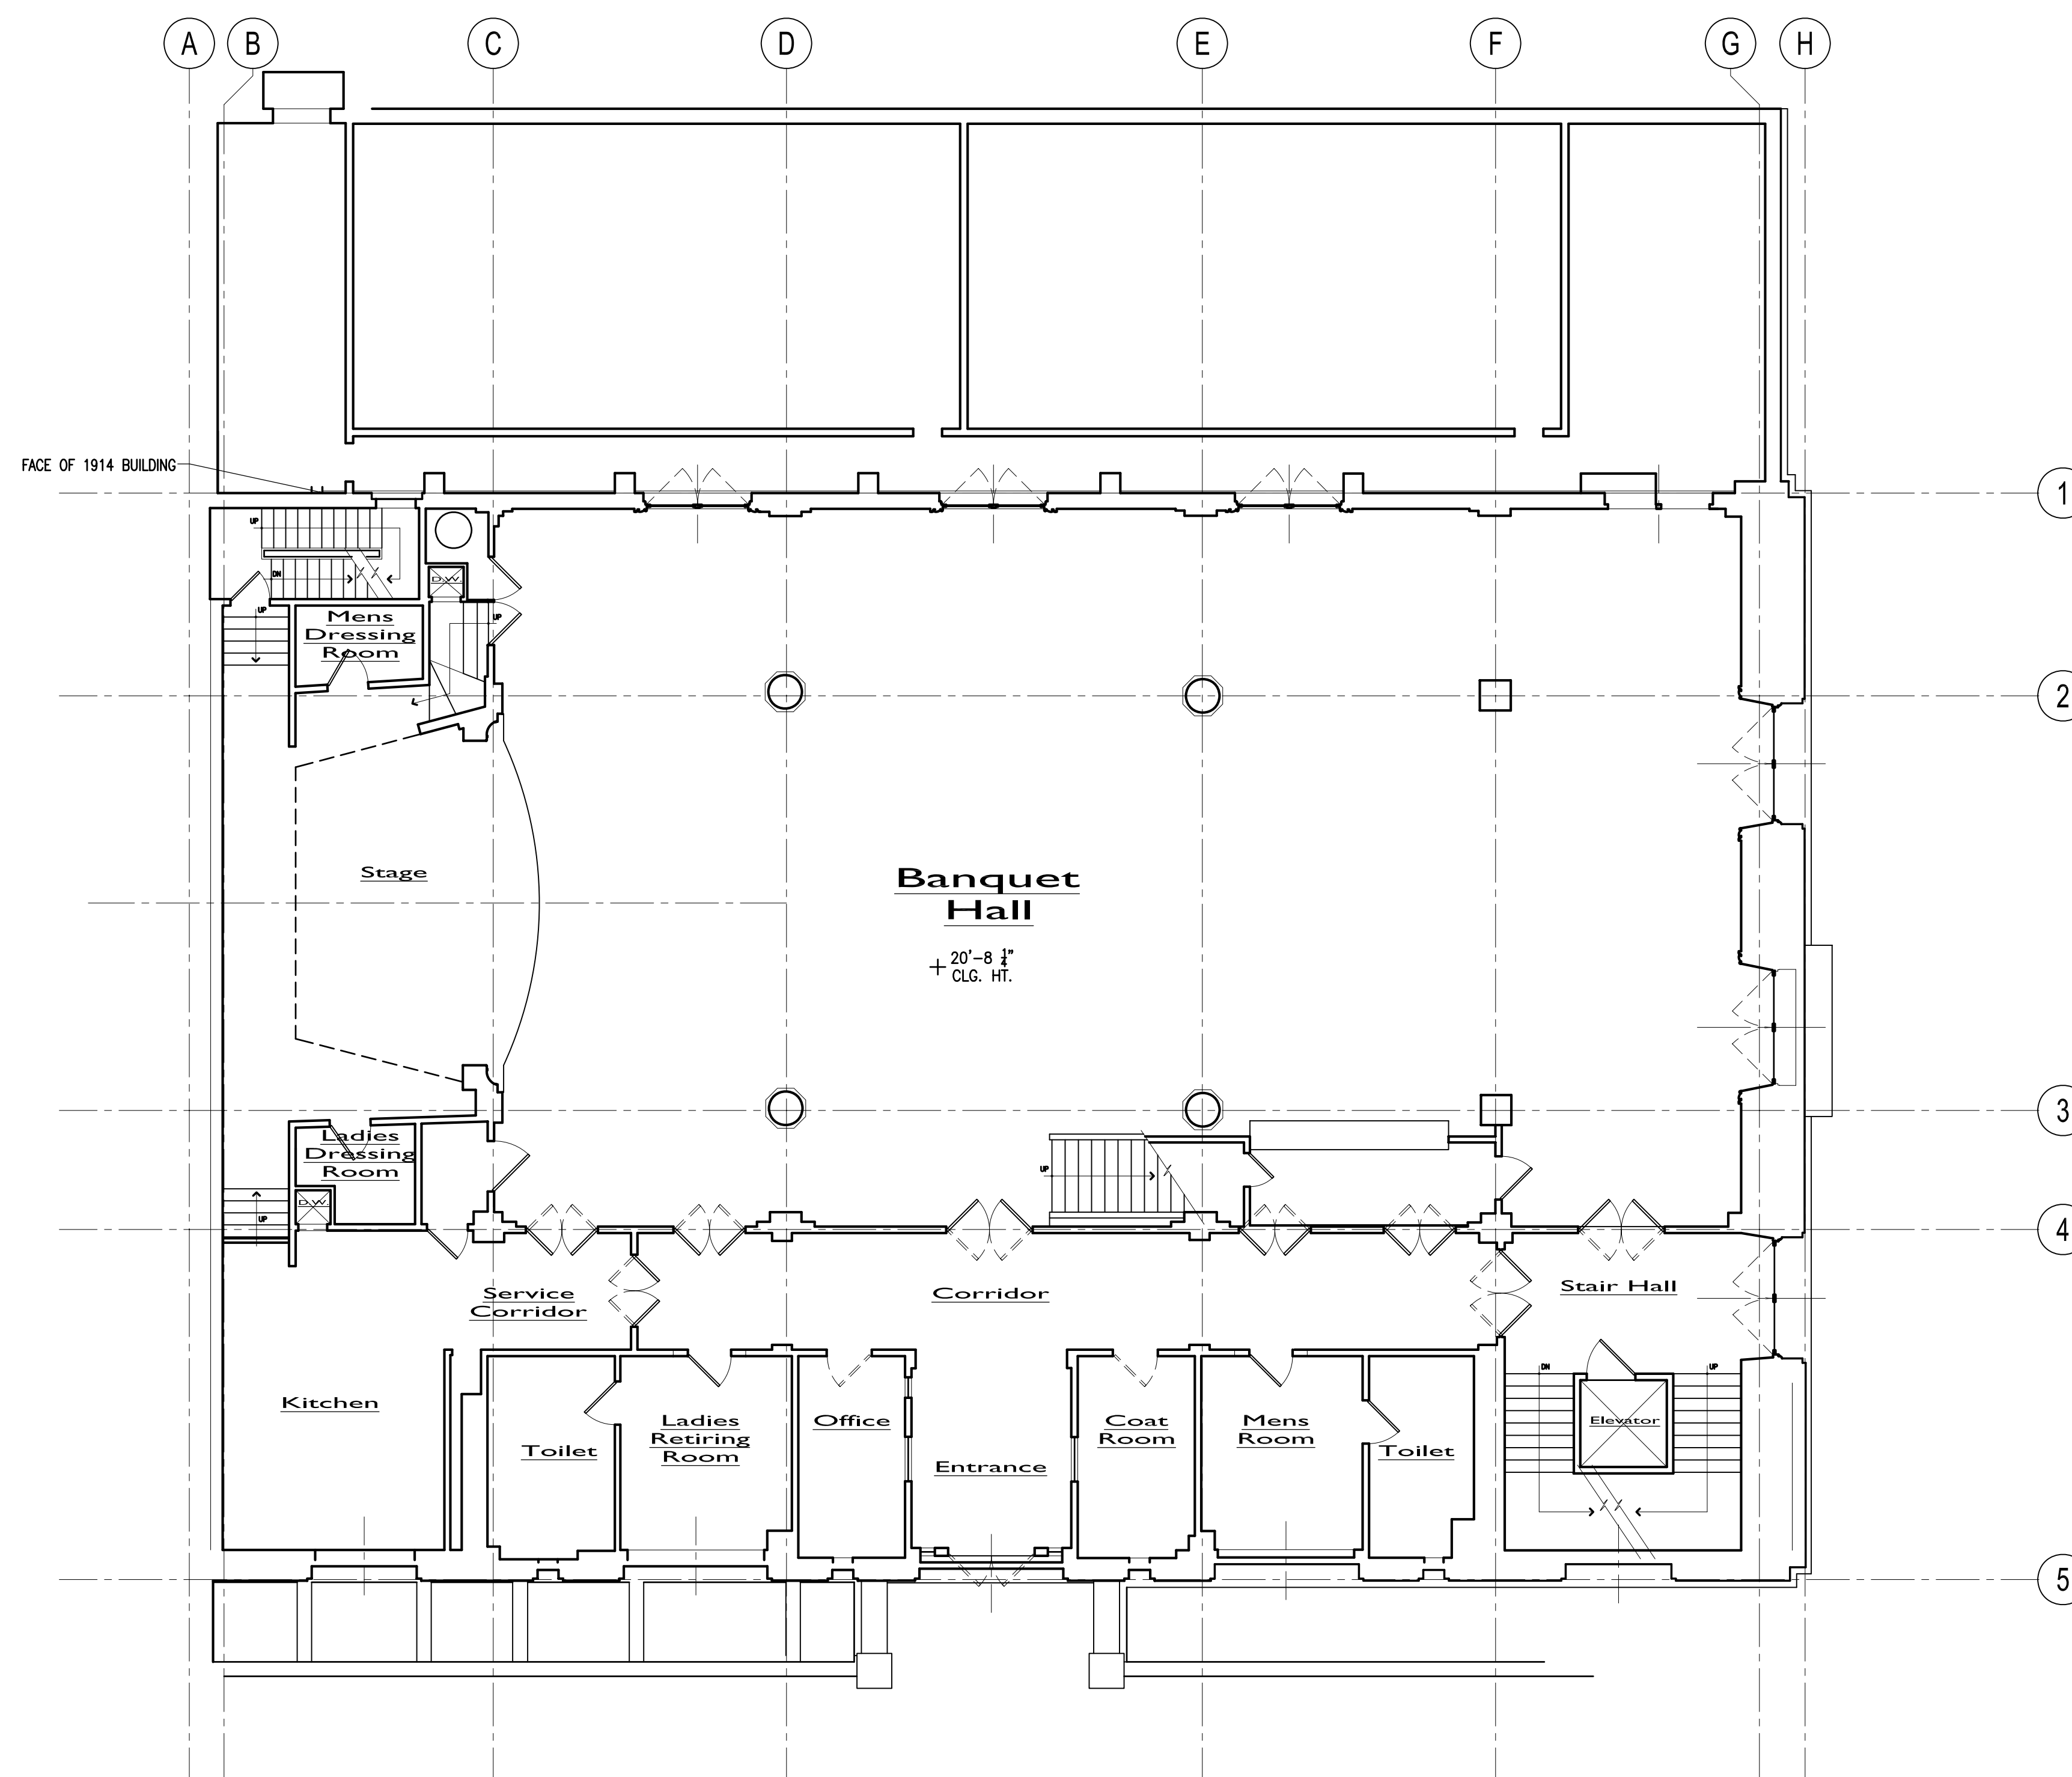 A B C D E F G H
FACE OF 1914 BUILDING
1
UP
DN
D.W.
UP
UP
Mens
Dressing
Room
2
Stage
Banquet
Hall
20'-8 1/4"
CLG. HT.
3
Ladies
Dressing
Room
UP
D.W.
UP
4
Service
Corridor
Corridor
Stair Hall
DN
UP
Kitchen
Toilet
Ladies
Retiring
Room
Office
Entrance
Coat
Room
Mens
Room
Toilet
Elevator
5